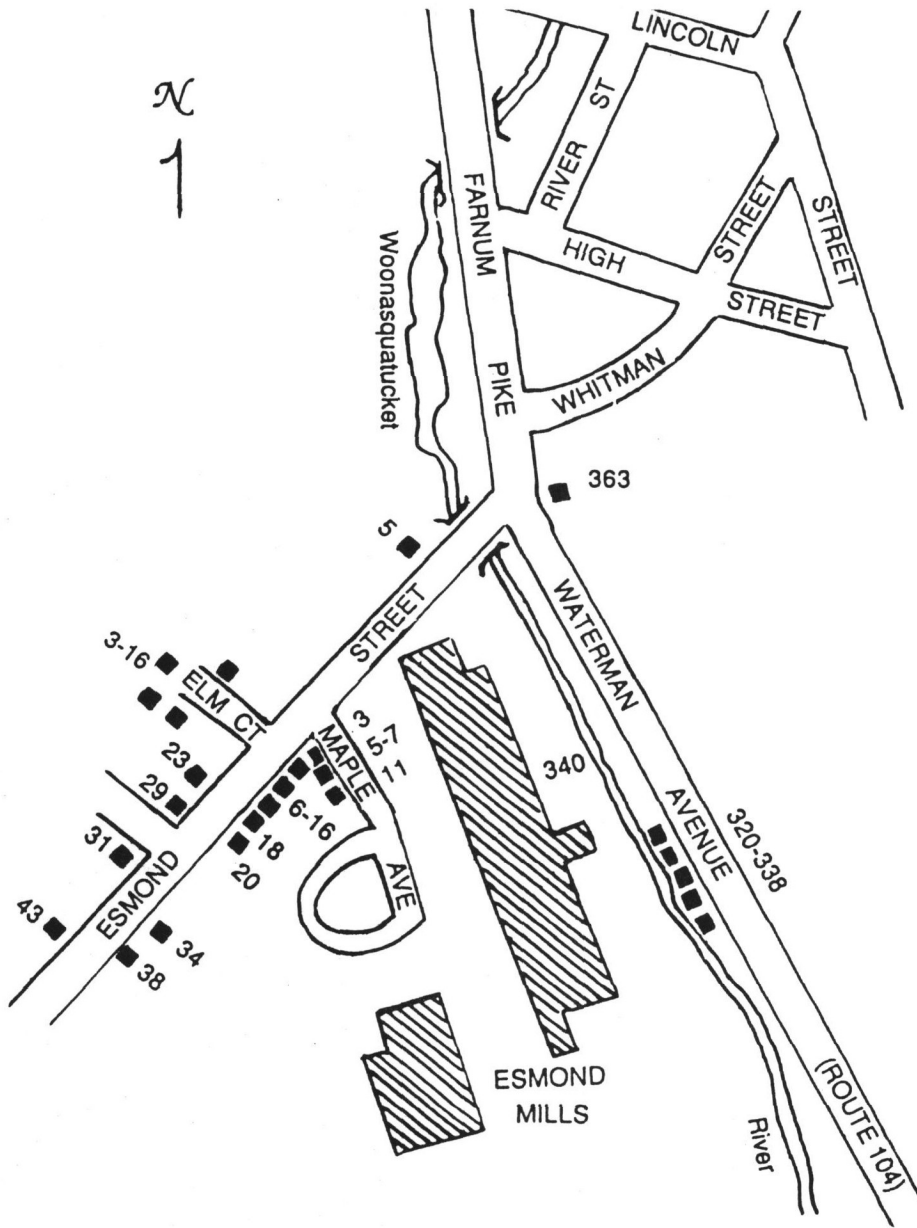 N
LINCOLN
STREET
RIVER ST
FARNUM
PIKE
HIGH
STREET
WHITMAN
STREET
Woonasquatucket
363
5
STREET
WATERMAN
AVENUE
3-16
ELM CT
MAPLE
AVE
3
5-7
11
23
29
6-16
18
20
31
ESMOND
43
34
38
340
320-338
ESMOND
MILLS
River
(ROUTE 104)